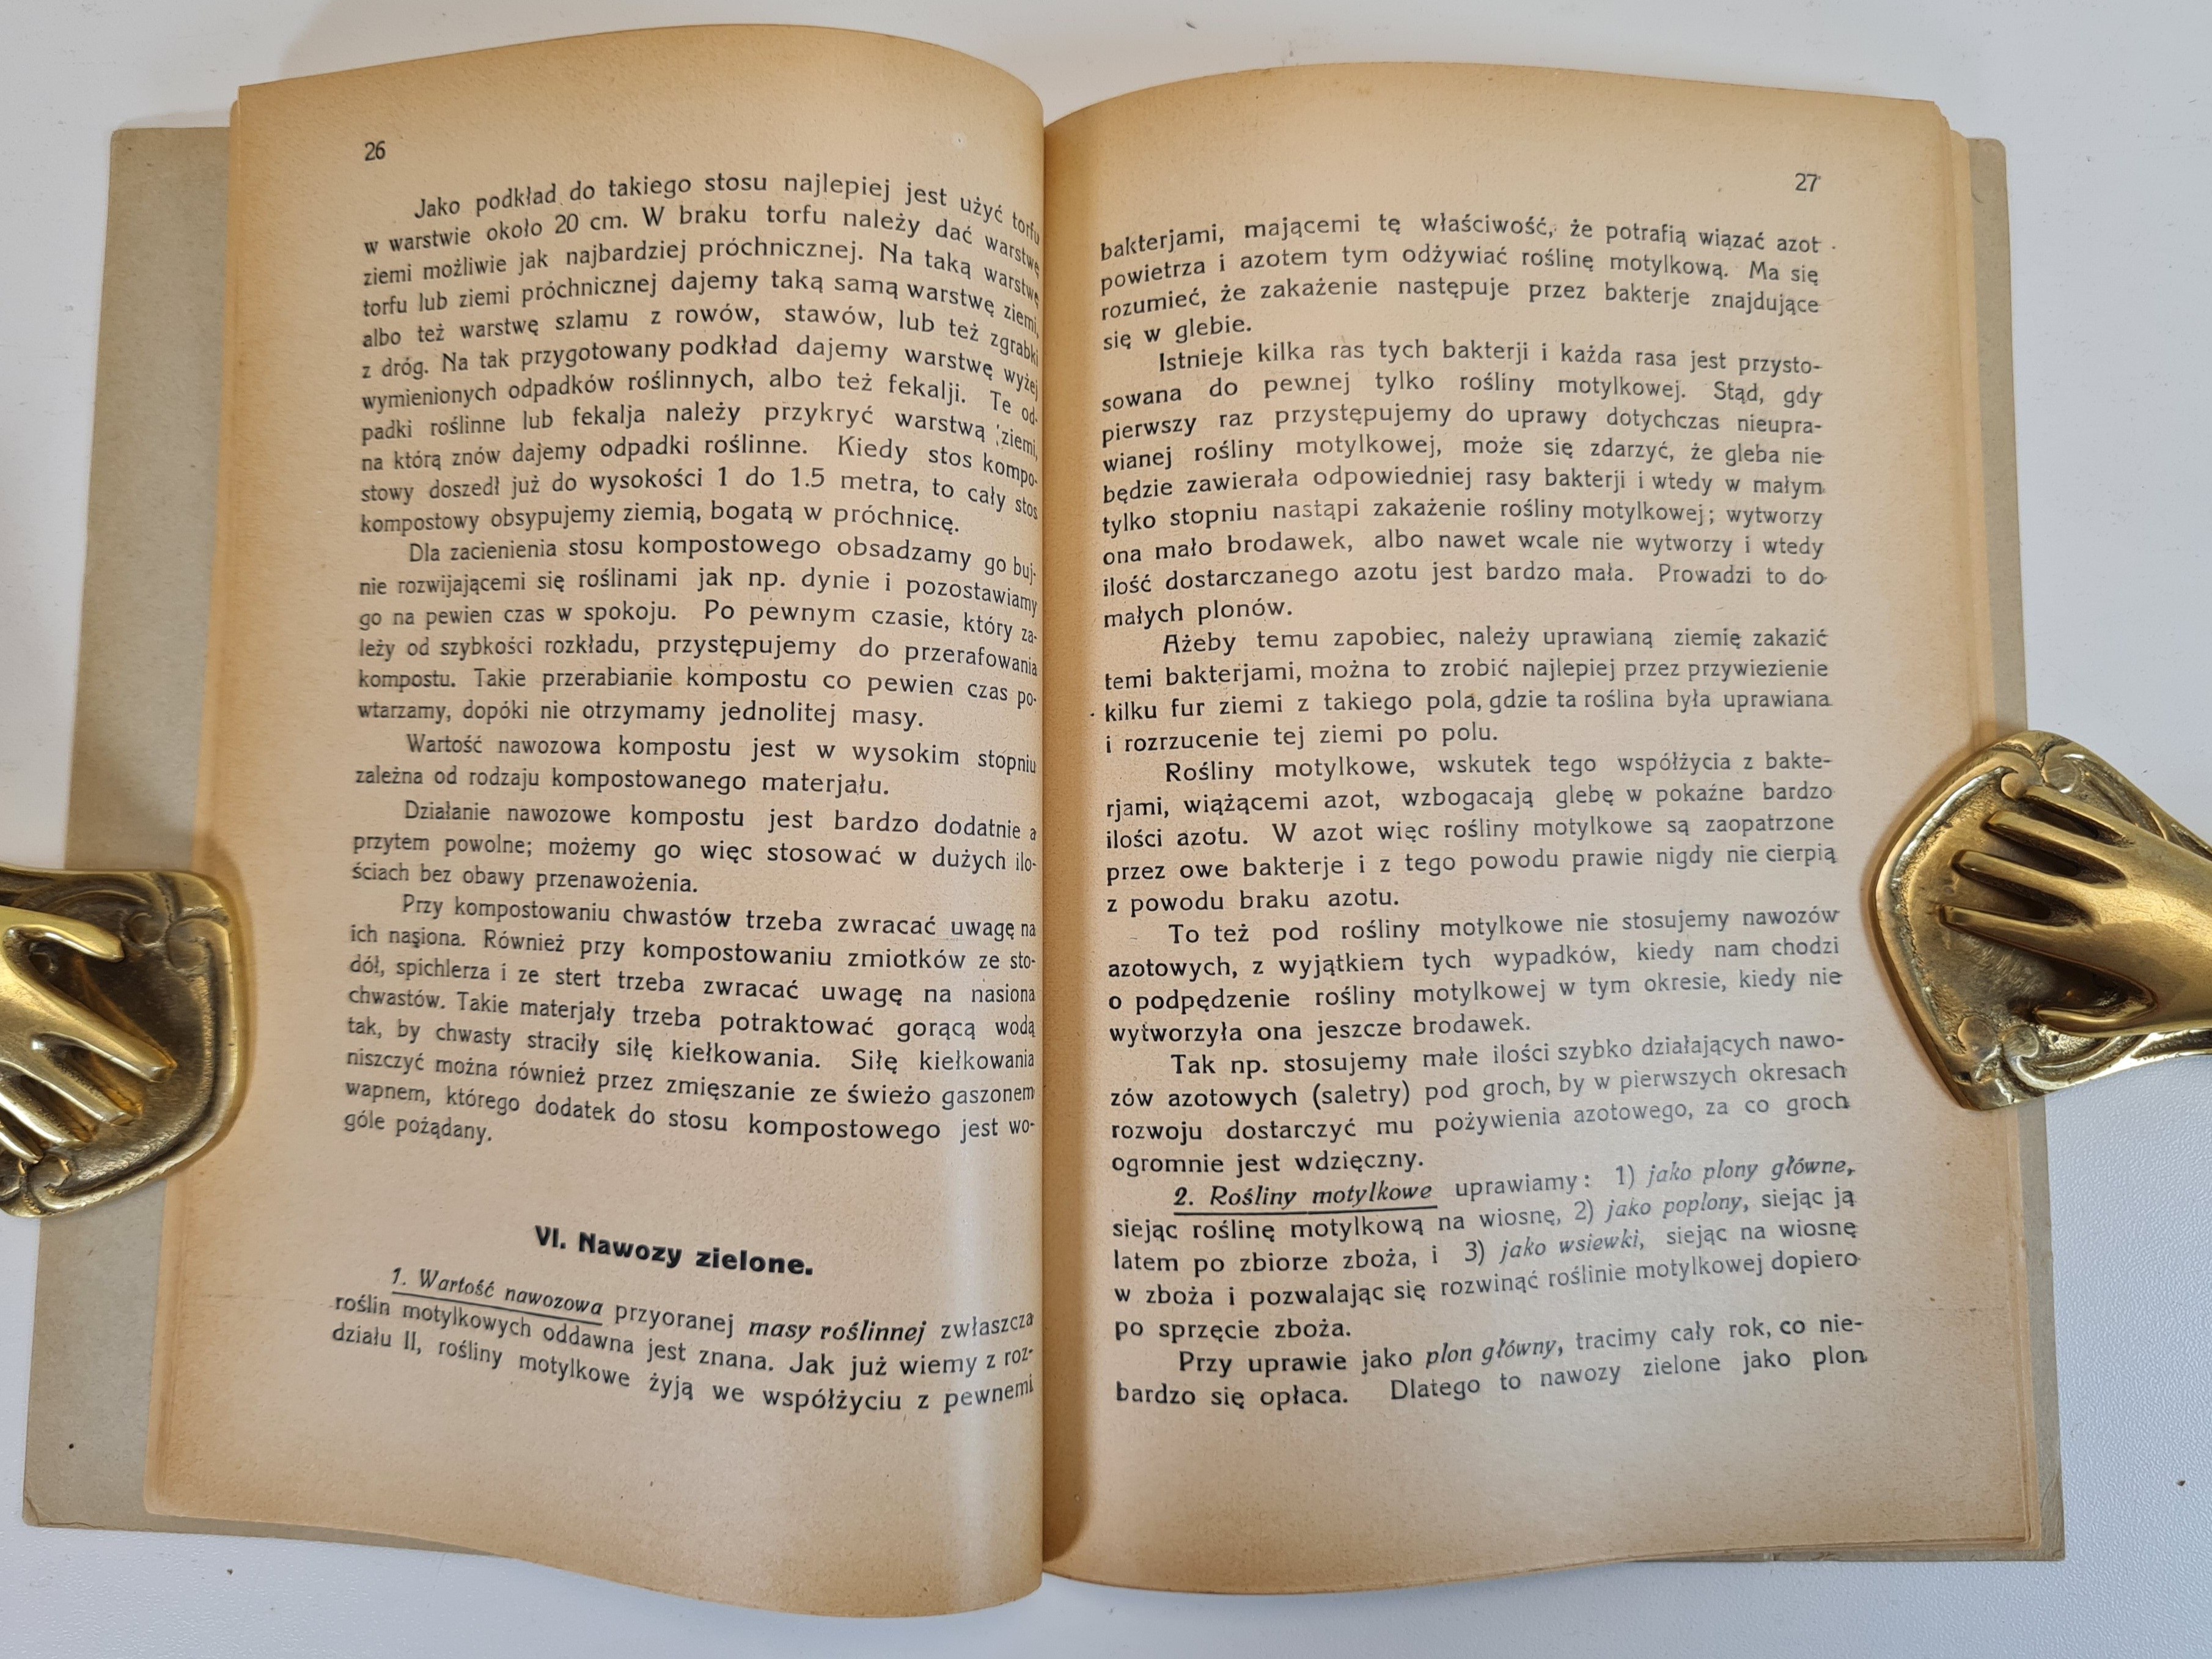 26
Jako podkład do takiego stosu najlepiej jest użyć torfu
w warstwie około 20 cm. W braku torfu należy dać warstwę
ziemi możliwie jak najbardziej próchnicznej. Na taką warstwę
torfu lub ziemi próchnicznej dajemy taką samą warstwę ziemi,
albo też warstwę szlamu z rowów, stawów, lub też zgrabki
z dróg. Na tak przygotowany podkład dajemy warstwę wyżej
wymienionych odpadków roślinnych, albo też fekalji. Te od-
padki roślinne lub fekalja należy przykryć warstwą ziemi,
na którą znów dajemy odpadki roślinne. Kiedy stos kompo-
stowy doszedł już do wysokości 1 do 1.5 metra, to cały stos
kompostowy obsypujemy ziemią, bogatą w próchnicę.
Dla zacienienia stosu kompostowego obsadzamy go buj-
nie rozwijającemi się roślinami jak np. dynie i pozostawiamy
go na pewien czas w spokoju. Po pewnym czasie, który za-
leży od szybkości rozkładu, przystępujemy do przerafowania
kompostu. Takie przerabianie kompostu co pewien czas po-
wtarzamy, dopóki nie otrzymamy jednolitej masy.
Wartość nawozowa kompostu jest w wysokim stopniu
zależna od rodzaju kompostowanego materjału.
Działanie nawozowe kompostu jest bardzo dodatnie a
przytem powolne; możemy go więc stosować w dużych ilo-
ściach bez obawy przenawożenia.
Przy kompostowaniu chwastów trzeba zwracać uwagę na
ich nasiona. Również przy kompostowaniu zmiotków ze sto-
dół, spichlerza i ze stert trzeba zwracać uwagę na nasiona
chwastów. Takie materjały trzeba potraktować gorącą wodą
tak, by chwasty straciły siłę kiełkowania. Siłę kiełkowania
niszczyć można również przez zmięszanie ze świeżo gaszonem
wapnem, którego dodatek do stosu kompostowego jest wo-
góle pożądany.
VI. Nawozy zielone.
1. Wartość nawozowa przyoranej masy roślinnej zwłaszcza
roślin motylkowych oddawna jest znana. Jak już wiemy z roz-
działu II, rośliny motylkowe żyją we współżyciu z pewnemi
27
bakterjami, mającemi tę właściwość, że potrafią wiązać azot
powietrza i azotem tym odżywiać roślinę motylkową. Ma się
rozumieć, że zakażenie następuje przez bakterje znajdujące
się w glebie.
Istnieje kilka ras tych bakterji i każda rasa jest przysto-
sowana do pewnej tylko rośliny motylkowej. Stąd, gdy
pierwszy raz przystępujemy do uprawy dotychczas nieupra-
wianej rośliny motylkowej, może się zdarzyć, że gleba nie
będzie zawierała odpowiedniej rasy bakterji i wtedy w małym
tylko stopniu nastąpi zakażenie rośliny motylkowej; wytworzy
ona mało brodawek, albo nawet wcale nie wytworzy i wtedy
ilość dostarczanego azotu jest bardzo mała. Prowadzi to do
małych plonów.
Ażeby temu zapobiec, należy uprawianą ziemię zakazić
temi bakterjami, można to zrobić najlepiej przez przywiezienie
kilku fur ziemi z takiego pola, gdzie ta roślina była uprawiana
i rozrzucenie tej ziemi po polu.
Rośliny motylkowe, wskutek tego współżycia z bakte-
rjami, wiążącemi azot, wzbogacają glebę w pokaźne bardzo
ilości azotu. W azot więc rośliny motylkowe są zaopatrzone
przez owe bakterje i z tego powodu prawie nigdy nie cierpią
z powodu braku azotu.
To też pod rośliny motylkowe nie stosujemy nawozów
azotowych, z wyjątkiem tych wypadków, kiedy nam chodzi
o podpędzenie rośliny motylkowej w tym okresie, kiedy nie
wytworzyła ona jeszcze brodawek.
Tak np. stosujemy małe ilości szybko działających nawo-
zów azotowych (saletry) pod groch, by w pierwszych okresach
rozwoju dostarczyć mu pożywienia azotowego, za co groch
ogromnie jest wdzięczny.
2. Rośliny motylkowe uprawiamy: 1) jako plony główne,
siejąc roślinę motylkową na wiosnę, 2) jako poplony, siejąc ją
latem po zbiorze zboża, i 3) jako wsiewki, siejąc na wiosnę
w zboża i pozwalając się rozwinąć roślinie motylkowej dopiero
po sprzęcie zboża.
Przy uprawie jako plon główny, tracimy cały rok, co nie-
bardzo się opłaca. Dlatego to nawozy zielone jako plon